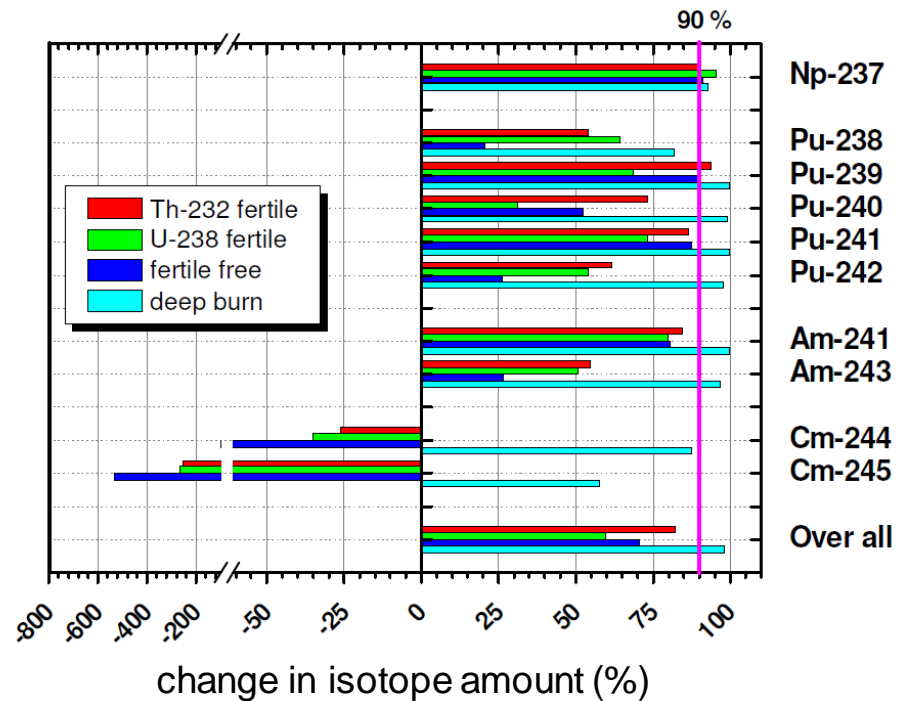 90 %
Np-237
Pu-238
Pu-239
Pu-240
Pu-241
Pu-242
Am-241
Am-243
Cm-244
Cm-245
Over all
Th-232 fertile
U-238 fertile
fertile free
deep burn
-800 -600 -400 -200 -50 -25 0 25 50 75 100
change in isotope amount (%)